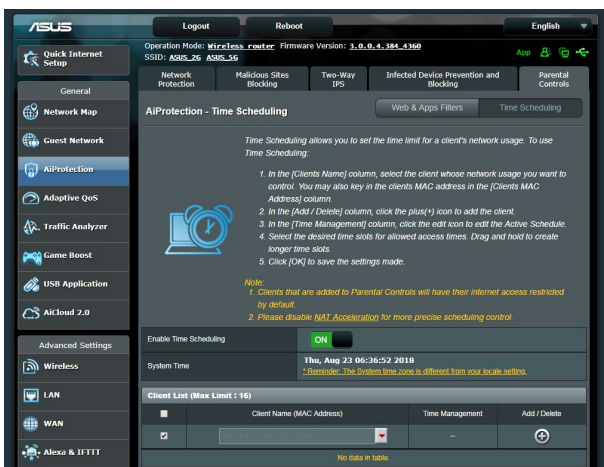 ASUS
Logout
Reboot
English
Quick Internet
Setup
Operation Mode: Wireless router Firmware Version: 3.0.0.4.384_4360
SSID: ASUS_2G ASUS_5G
App
General
Network Map
Guest Network
AiProtection
Adaptive QoS
Traffic Analyzer
Game Boost
USB Application
AiCloud 2.0
Advanced Settings
Wireless
LAN
WAN
Alexa & IFTTT
Network
Protection
Malicious Sites
Blocking
Two-Way
IPS
Infected Device Prevention and
Blocking
Parental
Controls
AiProtection - Time Scheduling
Web & Apps Filters
Time Scheduling
Time Scheduling allows you to set the time limit for a client's network usage. To use
Time Scheduling:
1. In the [Clients Name] column, select the client whose network usage you want to
control. You may also key in the clients MAC address in the [Clients MAC
Address] column.
2. In the [Add / Delete] column, click the plus(+) icon to add the client.
3. In the [Time Management] column, click the edit icon to edit the Active Schedule.
4. Select the desired time slots for allowed access times. Drag and hold to create
longer time slots.
5. Click [OK] to save the settings made.
Note:
1. Clients that are added to Parental Controls will have their internet access restricted
by default.
2. Please disable NAT Acceleration for more precise scheduling control.
Enable Time Scheduling
ON
System Time
Thu, Aug 23 06:36:52 2018
* Reminder: The System time zone is different from your locale setting.
Client List (Max Limit : 16)
Client Name (MAC Address)
Time Management
Add / Delete
--
No data in table.